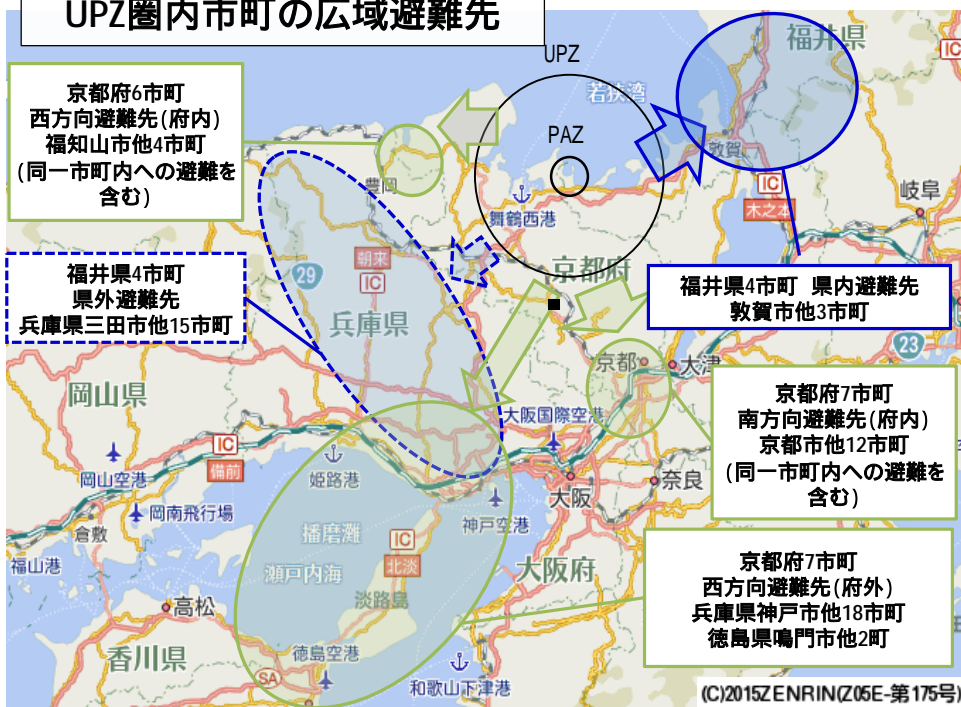 UPZ圏内市町の広域避難先
UPZ
PAZ
京都府6市町
西方向避難先(府内)
福知山市他4市町
(同一市町内への避難を
含む)
福井県4市町
県外避難先
兵庫県三田市他15市町
福井県4市町 県内避難先
敦賀市他3市町
京都府7市町
南方向避難先(府内)
京都市他12市町
(同一市町内への避難を
含む)
京都府7市町
西方向避難先(府外)
兵庫県神戸市他18市町
徳島県鳴門市他2町
福井県
IC
若狭湾
敦賀
IC
木之本
岐阜
豊岡
舞鶴西港
朝来
IC
29
京都府
兵庫県
23
京都
大津
岡山県
大阪国際空港
IC
備前
岡山空港
姫路港
大阪
奈良
岡南飛行場
倉敷
神戸空港
播磨灘
IC
北淡
福山港
瀬戸内海
大阪府
淡路島
高松
香川県
徳島空港
SA
和歌山下津港
(C)2015ZENRIN(Z05E-第175号)